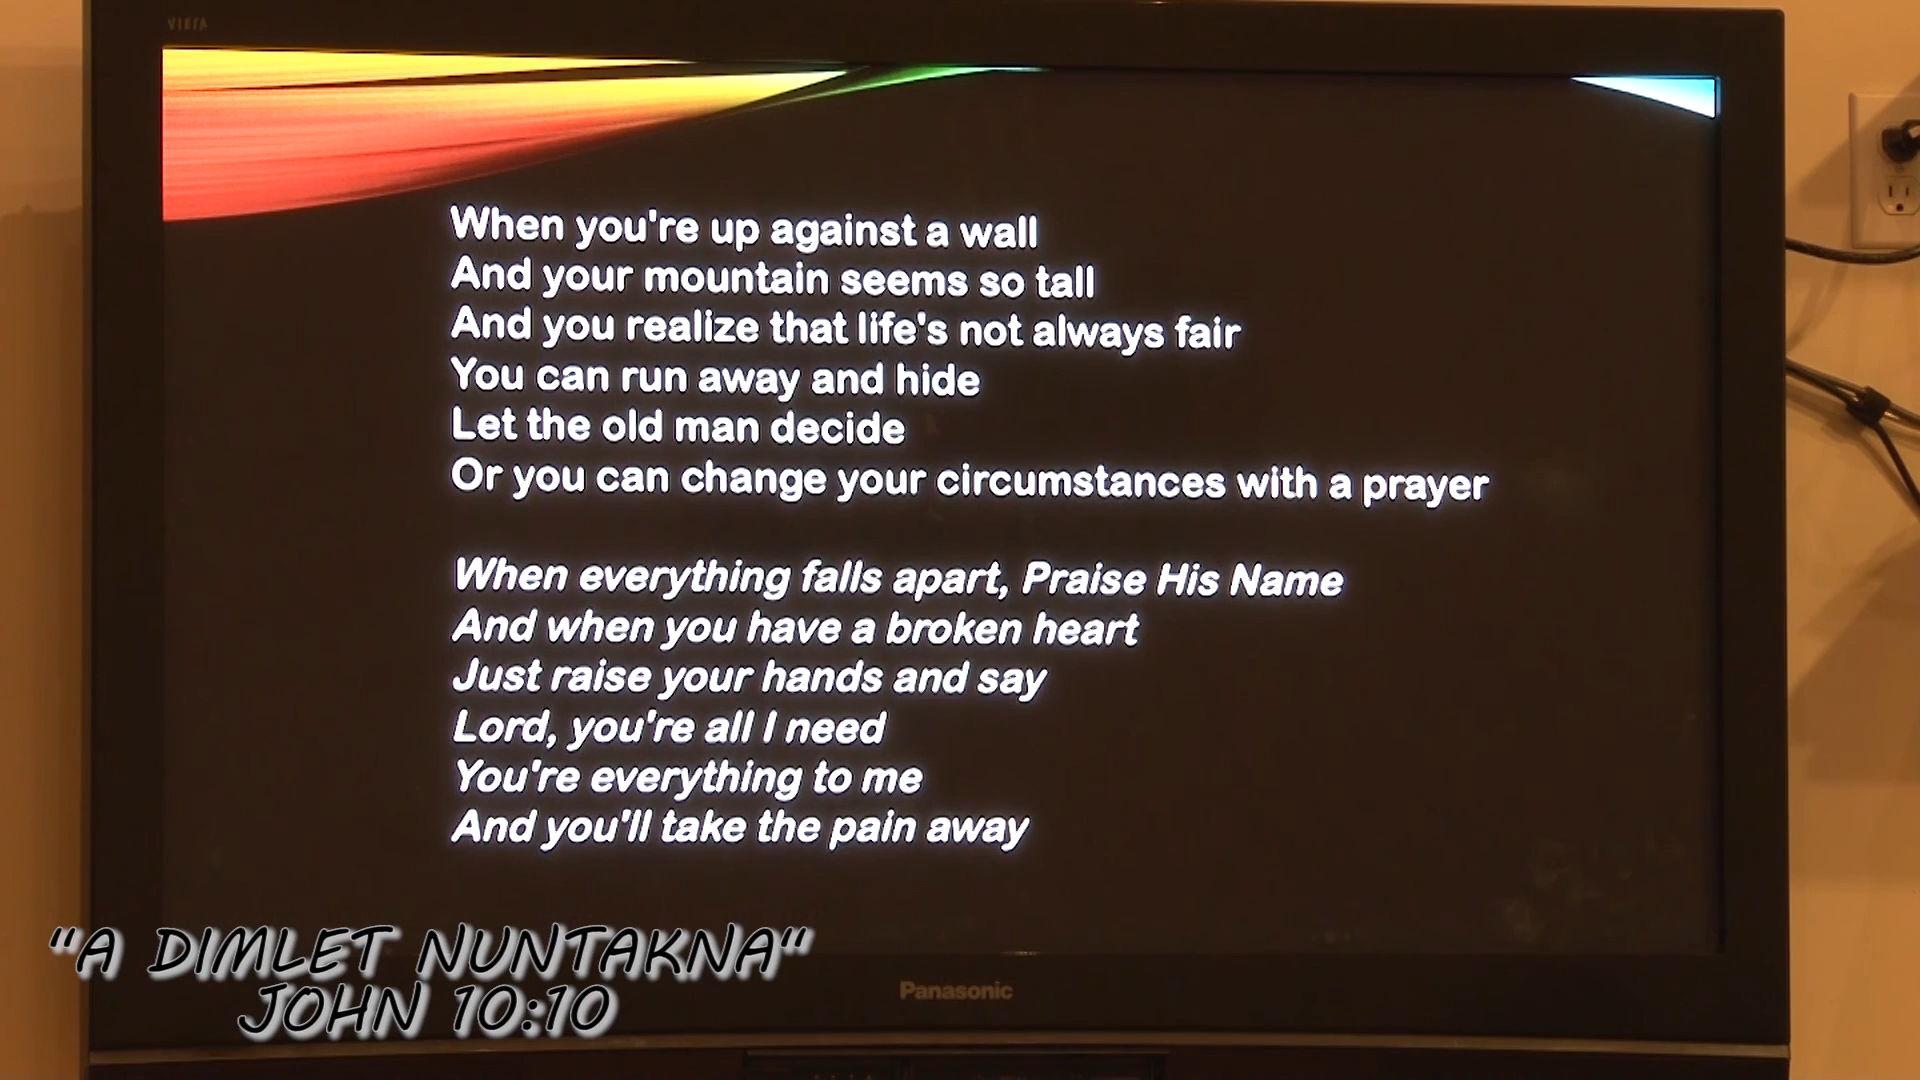 VIERA
When you're up against a wall
And your mountain seems so tall
And you realize that life's not always fair
You can run away and hide
Let the old man decide
Or you can change your circumstances with a prayer
When everything falls apart, Praise His Name
And when you have a broken heart
Just raise your hands and say
Lord, you're all I need
You're everything to me
And you'll take the pain away
"A DIMLET NUNTAKNA"
JOHN 10:10
Panasonic